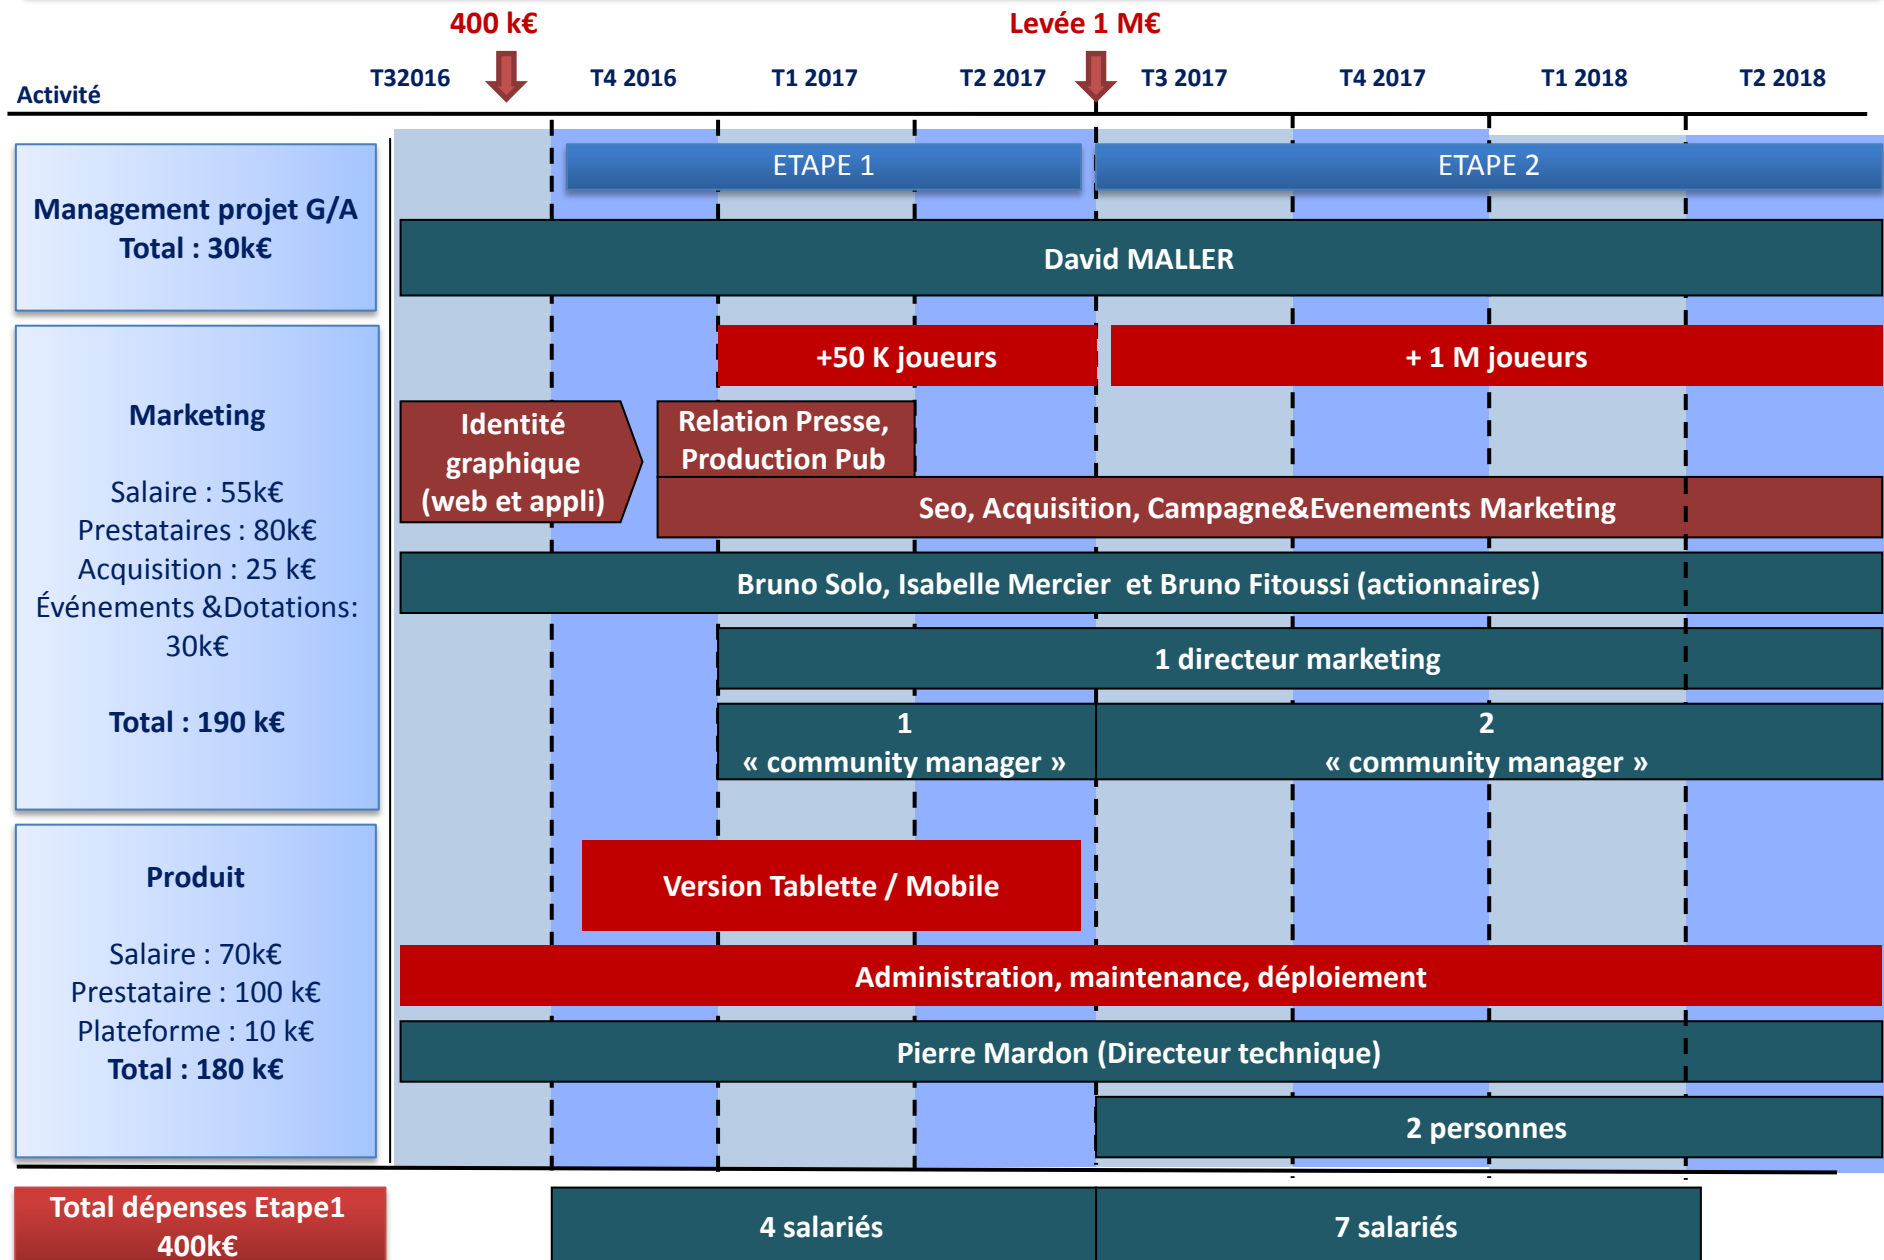 400 k€
Levée 1 M€
Activité
T32016
T4 2016
T1 2017
T2 2017
T3 2017
T4 2017
T1 2018
T2 2018
ETAPE 1
ETAPE 2
Management projet G/A
Total : 30k€
David MALLER
+50 K joueurs
+ 1 M joueurs
Marketing
Salaire : 55k€
Prestataires : 80k€
Acquisition : 25 k€
Événements &Dotations:
30k€
Total : 190 k€
Identité
graphique
(web et appli)
Relation Presse,
Production Pub
Seo, Acquisition, Campagne&Evenements Marketing
Bruno Solo, Isabelle Mercier et Bruno Fitoussi (actionnaires)
1 directeur marketing
1
« community manager »
2
« community manager »
Produit
Salaire : 70k€
Prestataire : 100 k€
Plateforme : 10 k€
Total : 180 k€
Version Tablette / Mobile
Administration, maintenance, déploiement
Pierre Mardon (Directeur technique)
2 personnes
Total dépenses Etape1
400k€
4 salariés
7 salariés